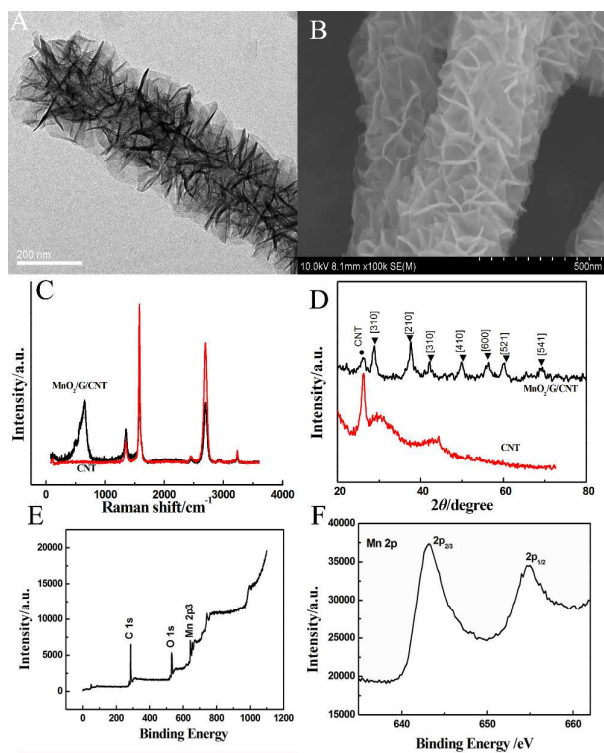 A
200 nm
B
10.0kV 8.1mm x100k SE(M)
500nm
C
Intensity/a.u.
MnO2/G/CNT
CNT
0 1000 2000 3000 4000
Raman shift/cm-1
D
Intensity/a.u.
CNT
[310]
[210]
[310]
[410]
[600]
[521]
[541]
MnO2/G/CNT
CNT
20 40 60 80
2θ/degree
E
Intensity/a.u.
20000
15000
10000
5000
0
C 1s
O 1s
Mn 2p3
0 200 400 600 800 1000 1200
Binding Energy
F
Intensity/a.u.
40000
35000
30000
25000
20000
15000
Mn 2p
2p2/3
2p1/2
640 650 660
Binding Energy /eV